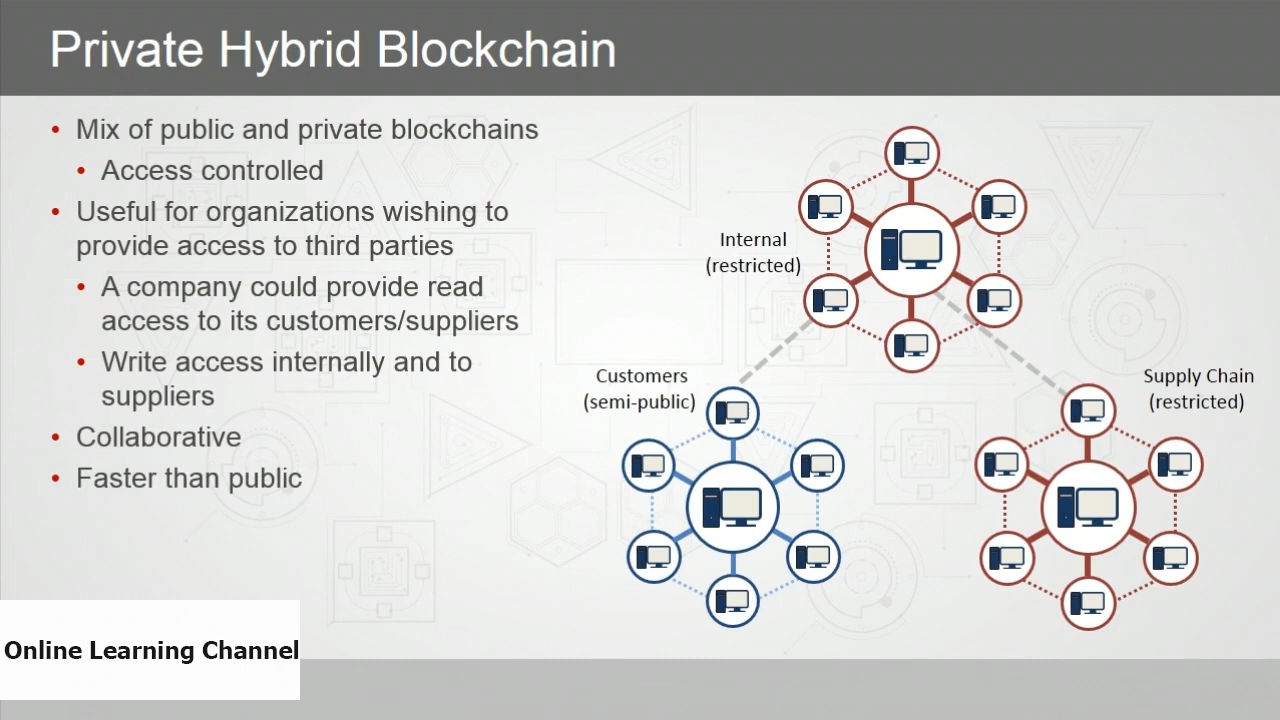 Private Hybrid Blockchain
• Mix of public and private blockchains
• Access controlled
• Useful for organizations wishing to
provide access to third parties
• A company could provide read
access to its customers/suppliers
• Write access internally and to
suppliers
• Collaborative
• Faster than public
Internal
(restricted)
Customers
(semi-public)
Supply Chain
(restricted)
Online Learning Channel